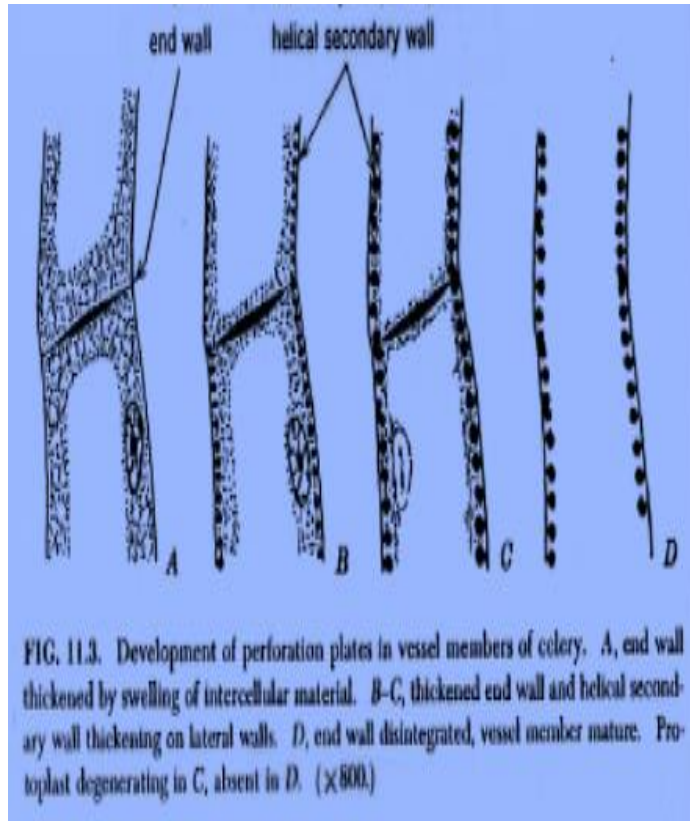 end wall helical secondary wall
A B C D
FIG. 11.3. Development of perforation plates in vessel members of celery. A, end wall
thickened by swelling of intercellular material. B–C, thickened end wall and helical second-
ary wall thickening on lateral walls. D, end wall disintegrated, vessel member mature. Pro-
toplast degenerating in C, absent in D. (×800.)